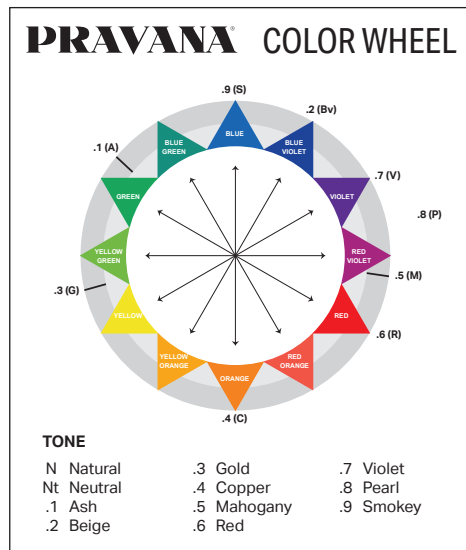 PRAVANA® COLOR WHEEL
.9 (S)
.2 (Bv)
.1 (A)
.7 (V)
.8 (P)
.5 (M)
.3 (G)
.6 (R)
.4 (C)
BLUE
BLUE
VIOLET
VIOLET
RED
VIOLET
RED
RED
ORANGE
ORANGE
YELLOW
ORANGE
YELLOW
YELLOW
GREEN
GREEN
BLUE
GREEN
TONE
N Natural
Nt Neutral
.1 Ash
.2 Beige
.3 Gold
.4 Copper
.5 Mahogany
.6 Red
.7 Violet
.8 Pearl
.9 Smokey